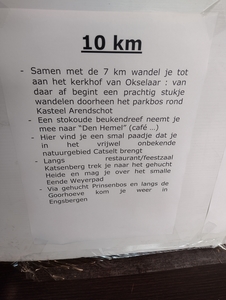 10 km
- Samen met de 7 km wandel je tot
aan het kerkhof van Okselaar : van
daar af begint een prachtig stukje
wandelen doorheen het parkbos rond
Kasteel Arendschot
- Een stokoude beukendreef neemt je
mee naar “Den Hemel” (café …)
- Hier vind je een smal paadje dat je
in het vrijwel onbekende
natuurgebied Catselt brengt
- Langs restaurant/feestzaal
Katsenberg trek je naar het gehucht
Heide en mag je over het smalle
Eende Weyerpad
- Via gehucht Prinsenbos en langs de
Goorhoeve kom je weer in
Engsbergen